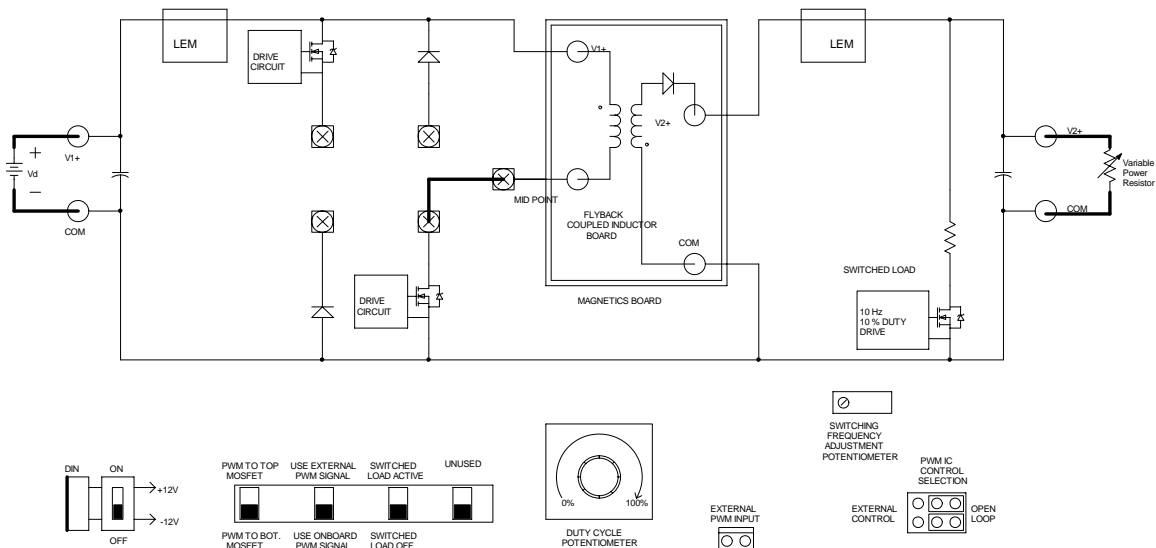 LEM
LEM
DRIVE
CIRCUIT
V1+
V2+
V1+
+
Vd
−
COM
MID POINT
FLYBACK
COUPLED INDUCTOR
BOARD
COM
V2+
COM
Variable
Power
Resistor
DRIVE
CIRCUIT
MAGNETICS BOARD
SWITCHED LOAD
10 Hz
10 % DUTY
DRIVE
SWITCHING
FREQUENCY
ADJUSTMENT
POTENTIOMETER
DIN
ON
+12V
-12V
OFF
PWM TO TOP
MOSFET
USE EXTERNAL
PWM SIGNAL
SWITCHED
LOAD ACTIVE
UNUSED
PWM TO BOT.
MOSFET
USE ONBOARD
PWM SIGNAL
SWITCHED
LOAD OFF
0%
100%
DUTY CYCLE
POTENTIOMETER
EXTERNAL
PWM INPUT
PWM IC
CONTROL
SELECTION
EXTERNAL
CONTROL
OPEN
LOOP